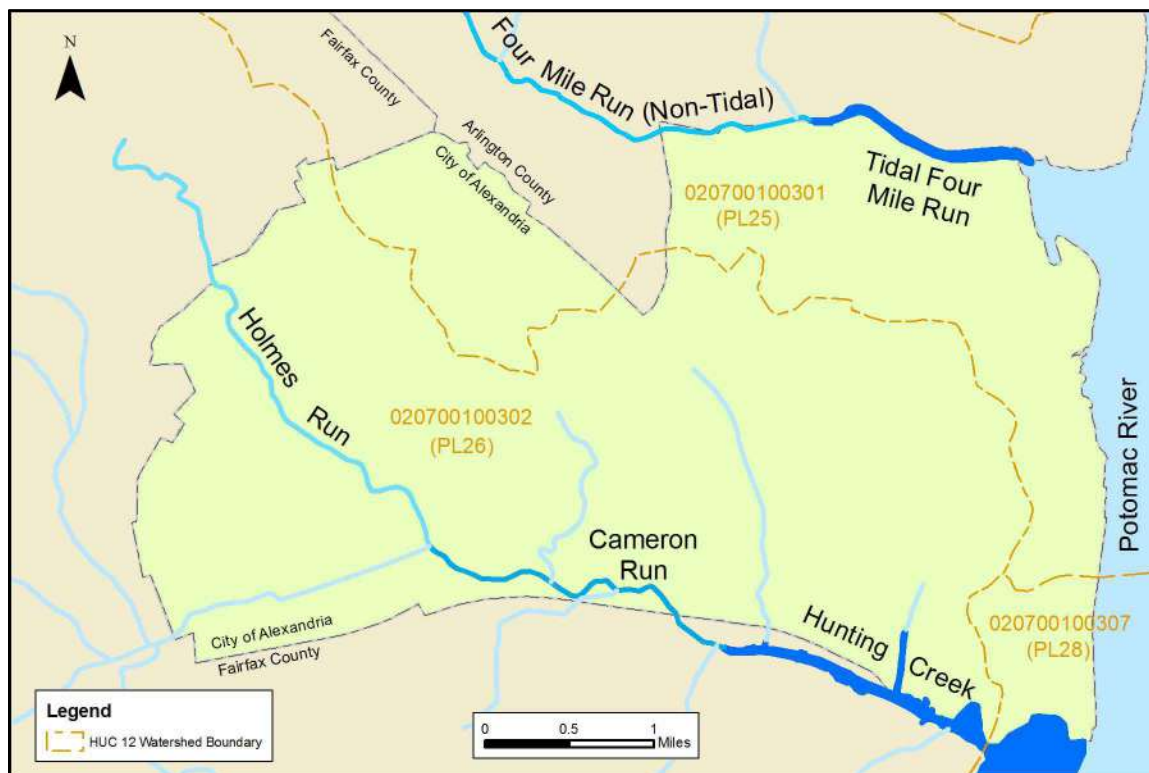 N
Fairfax County
Arlington County
City of Alexandria
Four Mile Run (Non-Tidal)
Tidal Four
Mile Run
020700100301
(PL25)
Holmes
Run
020700100302
(PL26)
Cameron
Run
Potomac River
City of Alexandria
Fairfax County
Hunting
Creek
020700100307
(PL28)
Legend
HUC 12 Watershed Boundary
0 0.5 1
Miles